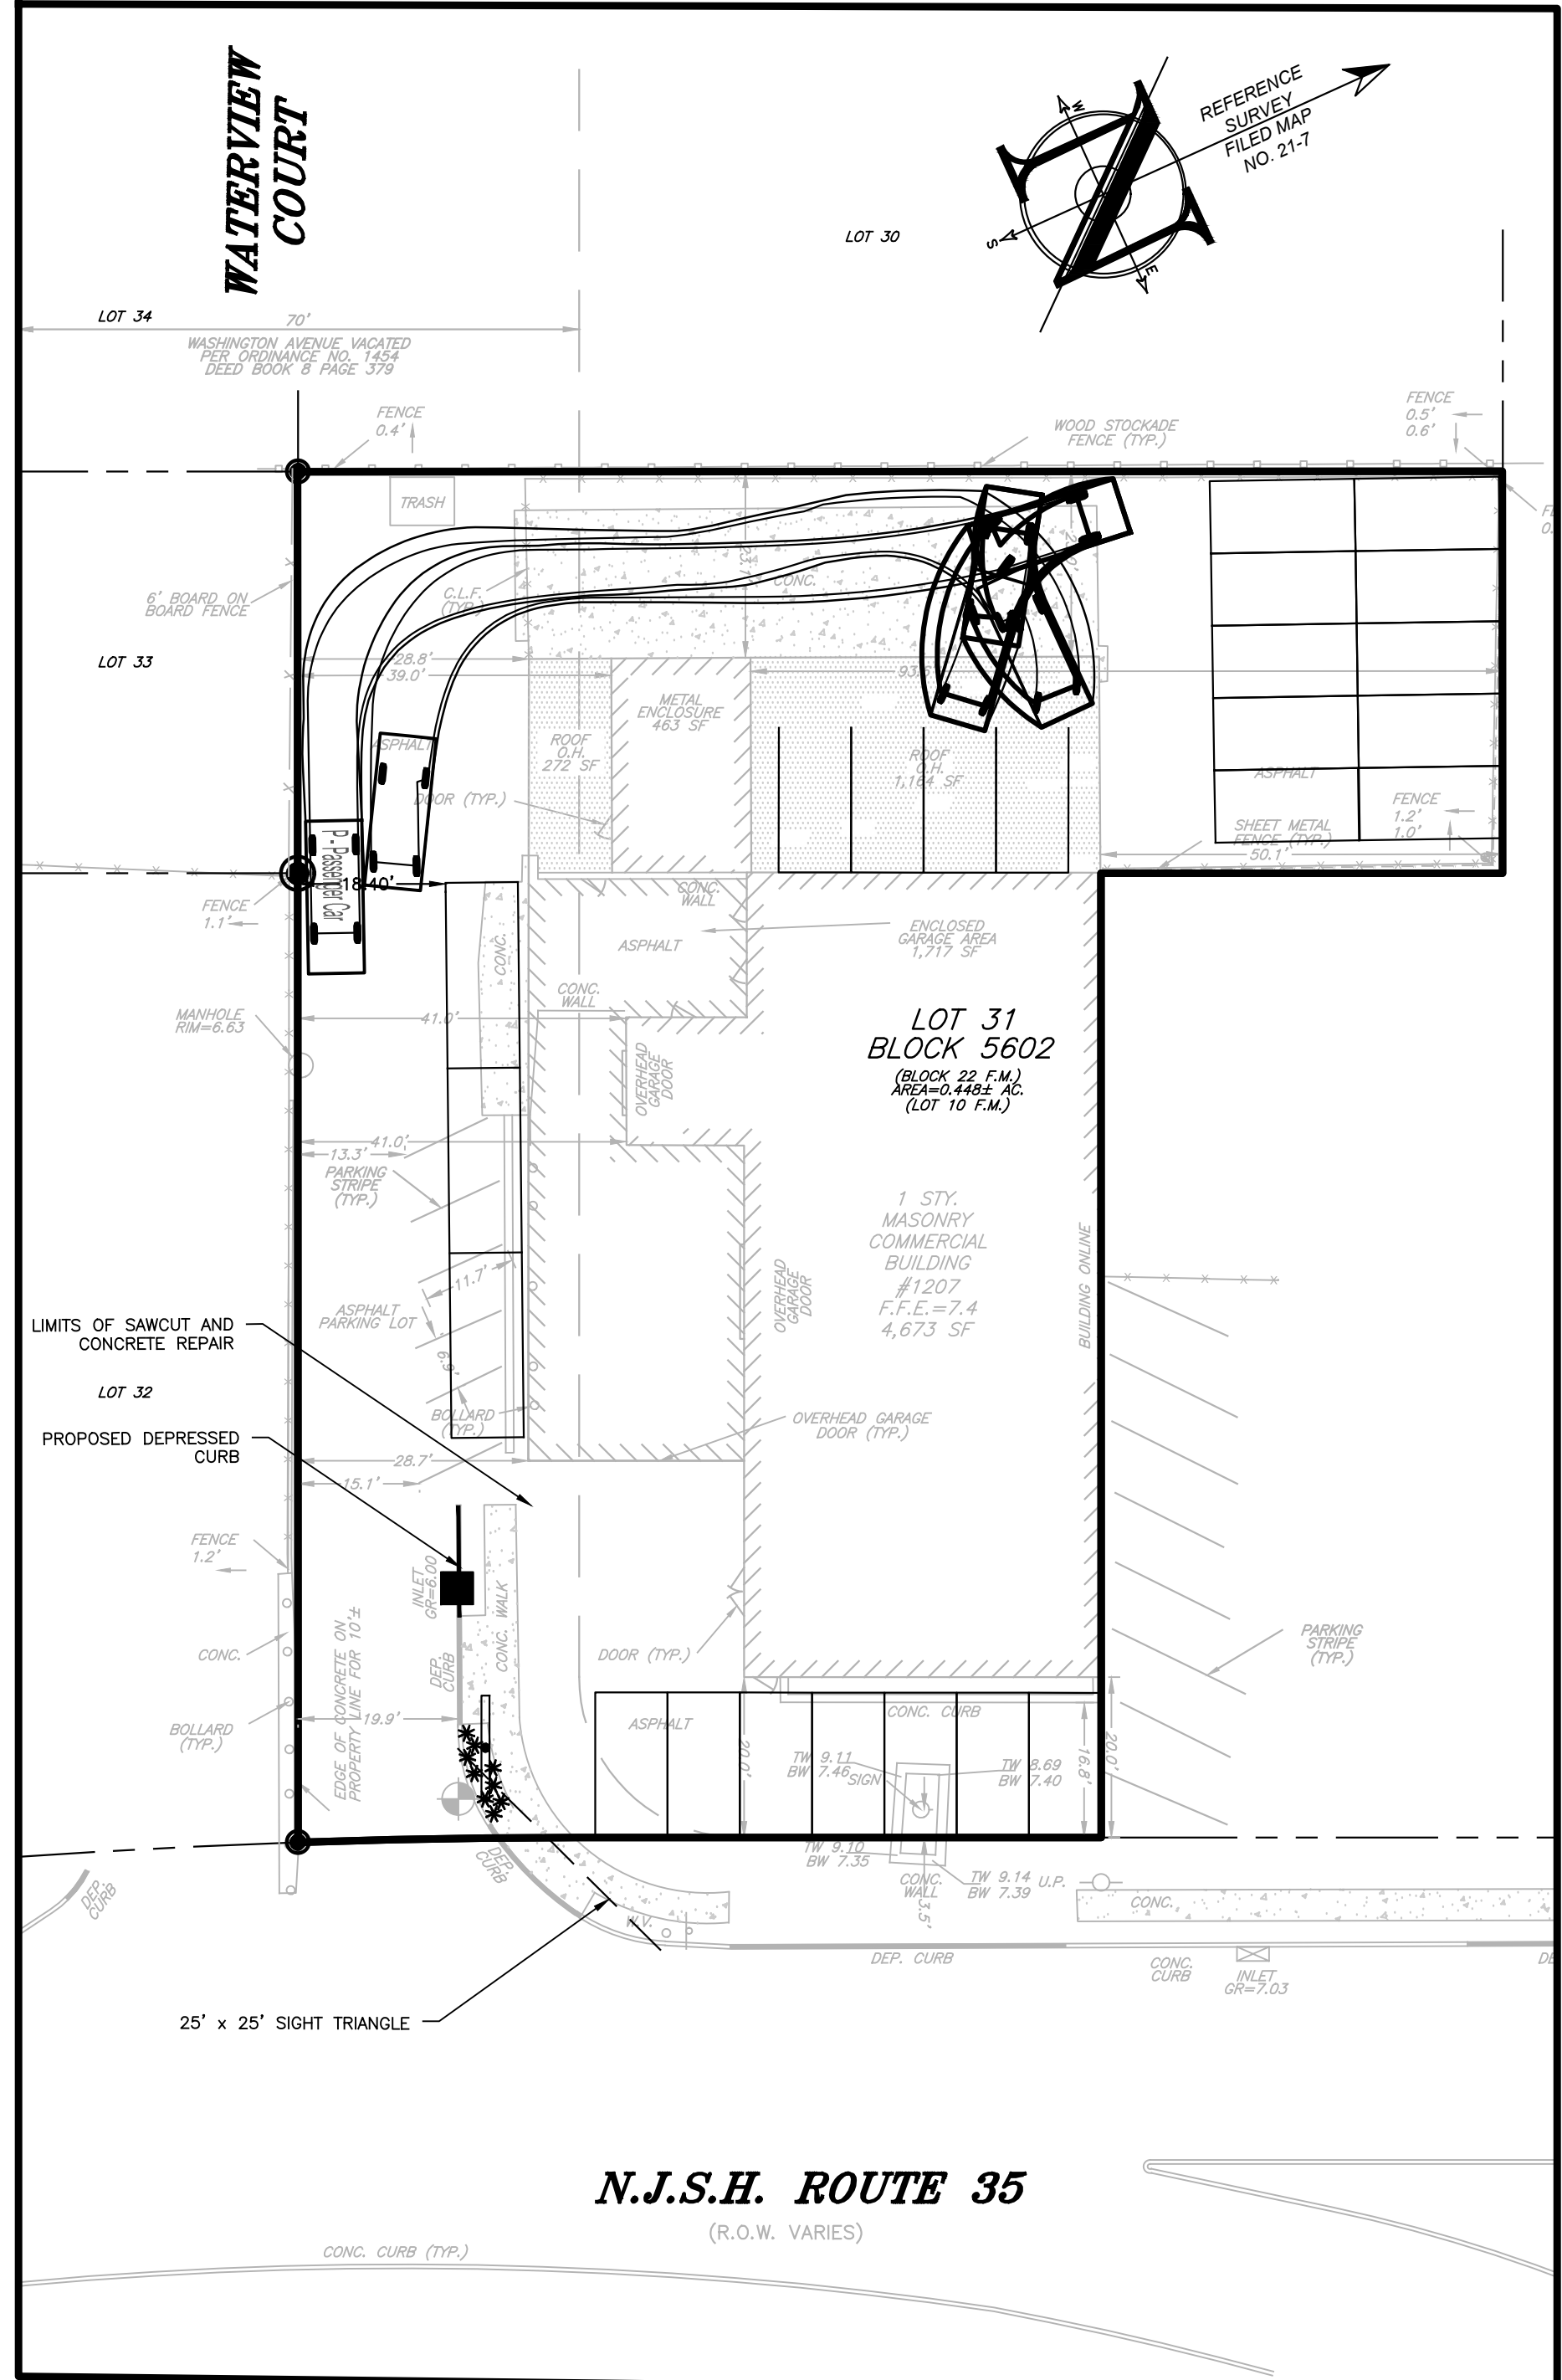 WATERVIEW
COURT
REFERENCE
SURVEY
FILED MAP
NO. 21-7
N
W
S
E
LOT 30
LOT 34
70'
WASHINGTON AVENUE VACATED
PER ORDINANCE NO. 1454
DEED BOOK 8 PAGE 379
FENCE
0.4'
WOOD STOCKADE
FENCE (TYP.)
FENCE
0.5'
0.6'
TRASH
CONC.
C.L.F.
(TYP.)
6' BOARD ON
BOARD FENCE
LOT 33
28.8'
39.0'
METAL
ENCLOSURE
463 SF
ROOF
O.H.
272 SF
ROOF
O.H.
1,164 SF
ASPHALT
ASPHALT
DOOR (TYP.)
FENCE
1.2'
1.0'
SHEET METAL
FENCE (TYP.)
50.1'
P - Passenger Car
18.40'
FENCE
1.1'
CONC.
WALL
CONC.
ASPHALT
ENCLOSED
GARAGE AREA
1,717 SF
CONC.
WALL
MANHOLE
RIM=6.63
41.0'
LOT 31
BLOCK 5602
(BLOCK 22 F.M.)
AREA=0.448± AC.
(LOT 10 F.M.)
OVERHEAD
GARAGE
DOOR
41.0'
13.3'
PARKING
STRIPE
(TYP.)
1 STY.
MASONRY
COMMERCIAL
BUILDING
#1207
F.F.E.=7.4
4,673 SF
BUILDING ONLINE
OVERHEAD
GARAGE
DOOR
11.7'
ASPHALT
PARKING LOT
LIMITS OF SAWCUT AND
CONCRETE REPAIR
LOT 32
BOLLARD
(TYP.)
OVERHEAD GARAGE
DOOR (TYP.)
PROPOSED DEPRESSED
CURB
28.7'
15.1'
FENCE
1.2'
INLET
GR=6.00
CONC. WALK
EDGE OF CONCRETE ON
PROPERTY LINE FOR 10'±
CONC.
DEP.
CURB
DOOR (TYP.)
PARKING
STRIPE
(TYP.)
19.9'
BOLLARD
(TYP.)
ASPHALT
CONC. CURB
20.0'
TW 9.11
BW 7.46
SIGN
TW 8.69
BW 7.40
16.8'
20.0'
TW 9.10
BW 7.35
DEP.
CURB
DEP.
CURB
CONC.
WALL
TW 9.14
BW 7.39
U.P.
3.5'
CONC.
W.V.
DEP. CURB
CONC.
CURB
INLET
GR=7.03
25' x 25' SIGHT TRIANGLE
N.J.S.H. ROUTE 35
(R.O.W. VARIES)
CONC. CURB (TYP.)